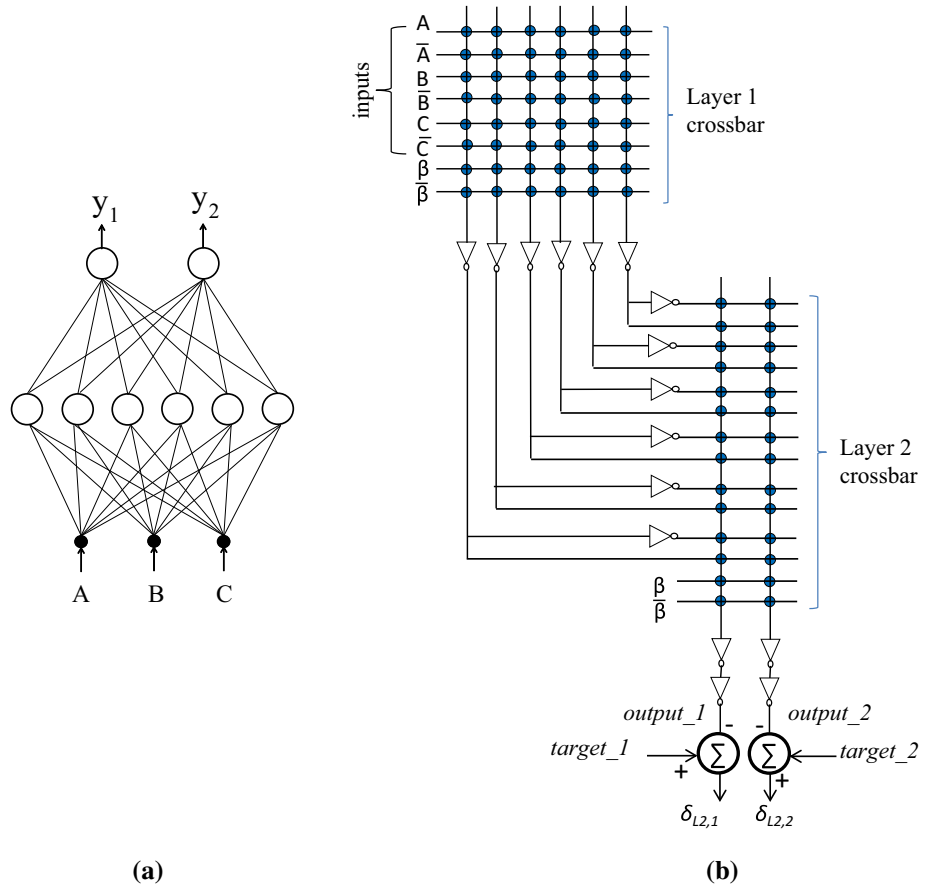 y₁ y₂
A B C
(a)
inputs
A
A̅
B
B̅
C
C̅
β
β̅
Layer 1
crossbar
Layer 2
crossbar
β
β̅
output_1 - - output_2
target_1 + Σ Σ + target_2
δL2,1 δL2,2
(b)